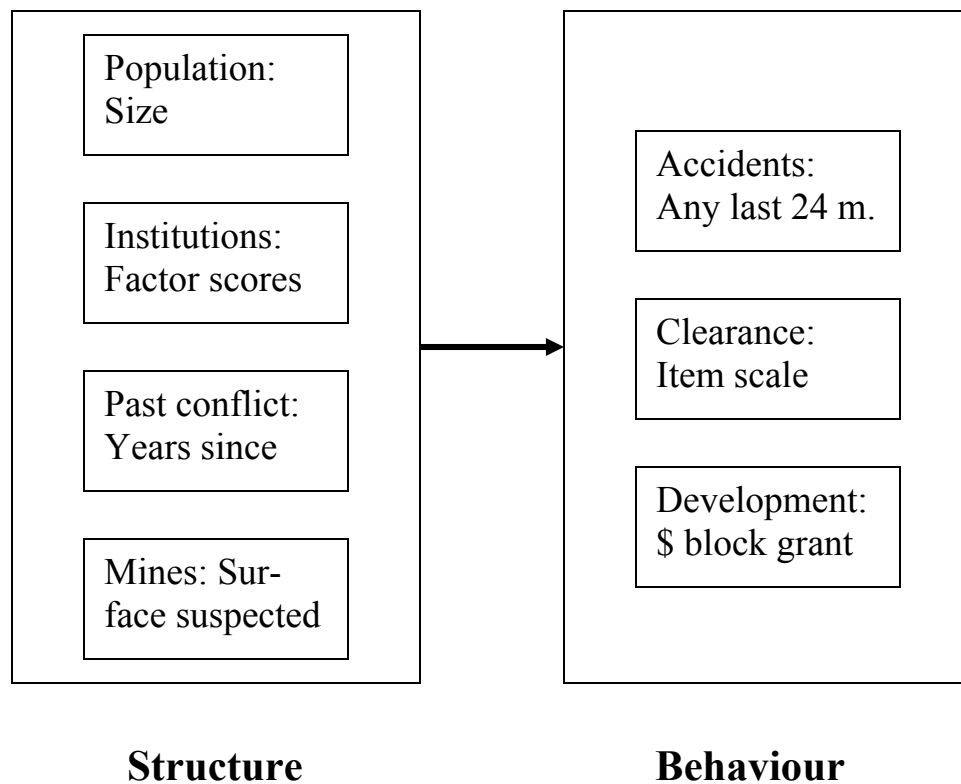 Population:
Size
Institutions:
Factor scores
Past conflict:
Years since
Mines: Sur-
face suspected
Structure
Accidents:
Any last 24 m.
Clearance:
Item scale
Development:
$ block grant
Behaviour